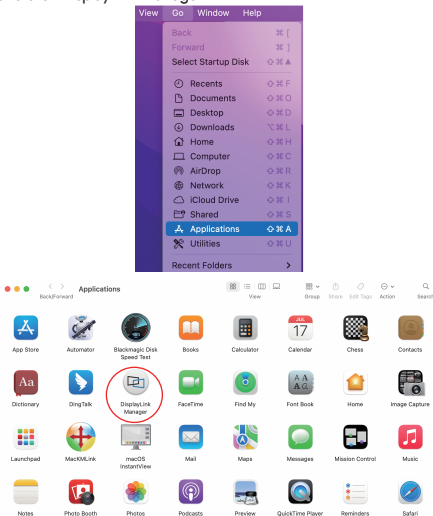 View Go Window Help
Back ⌘ [
Forward ⌘ ]
Select Startup Disk ⇧⌘▲
Recents ⇧⌘F
Documents ⇧⌘O
Desktop ⇧⌘D
Downloads ⌥⌘L
Home ⇧⌘H
Computer ⇧⌘C
AirDrop ⇧⌘R
Network ⇧⌘K
iCloud Drive ⇧⌘I
Shared ⇧⌘S
Applications ⇧⌘A
Utilities ⇧⌘U
Recent Folders >
Applications
Back/Forward View Group Share Edit Tags Action Search
JUL
17
App Store Automator Blackmagic Disk Speed Test Books Calculator Calendar Chess Contacts
Aa
Dictionary DingTalk DisplayLink Manager FaceTime Find My Font Book Home Image Capture
Launchpad MacKMLink macOS InstantView Mail Maps Messages Mission Control Music
Notes Photo Booth Photos Podcasts Preview QuickTime Player Reminders Safari